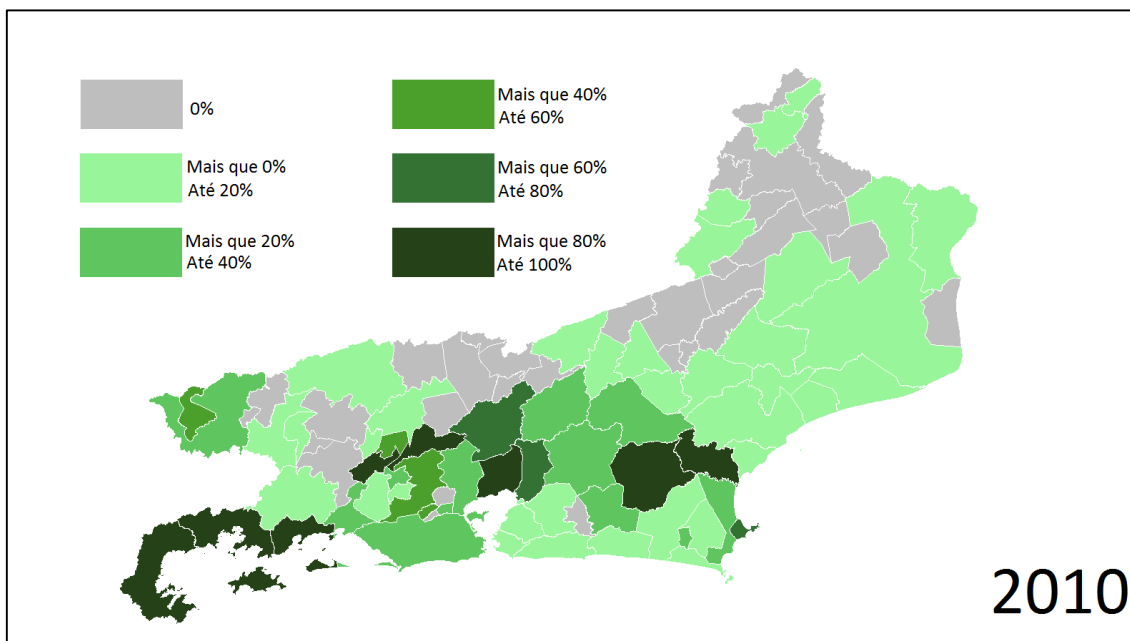 0%
Mais que 0%
Até 20%
Mais que 20%
Até 40%
Mais que 40%
Até 60%
Mais que 60%
Até 80%
Mais que 80%
Até 100%
2010